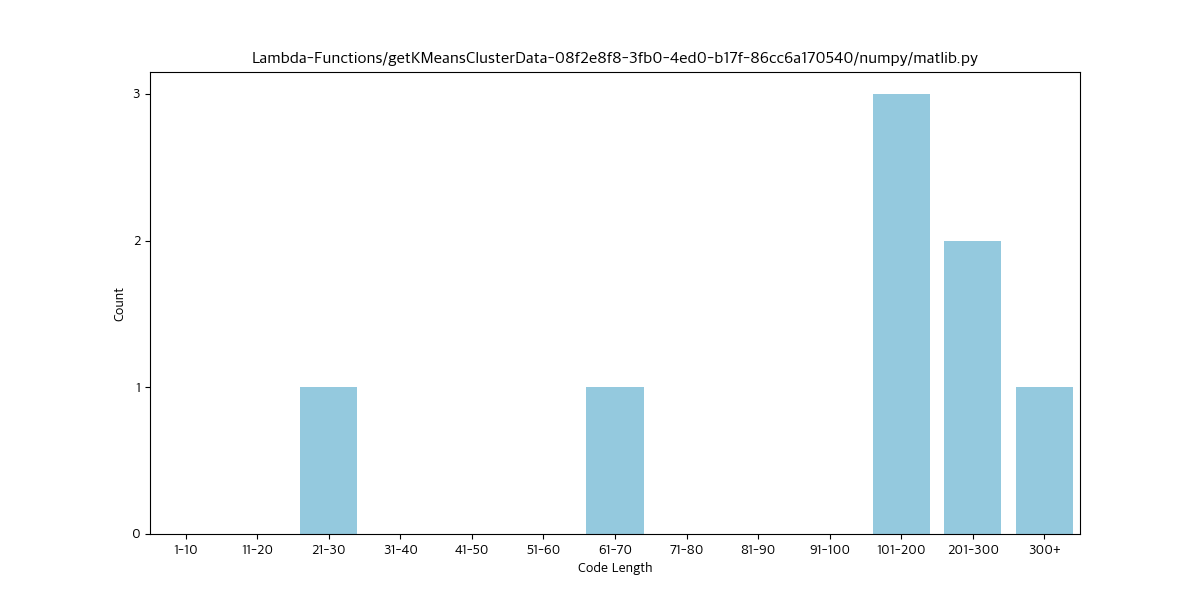 Lambda-Functions/getKMeansClusterData-08f2e8f8-3fb0-4ed0-b17f-86cc6a170540/numpy/matlib.py
3
2
1
0
Count
1-10 11-20 21-30 31-40 41-50 51-60 61-70 71-80 81-90 91-100 101-200 201-300 300+
Code Length